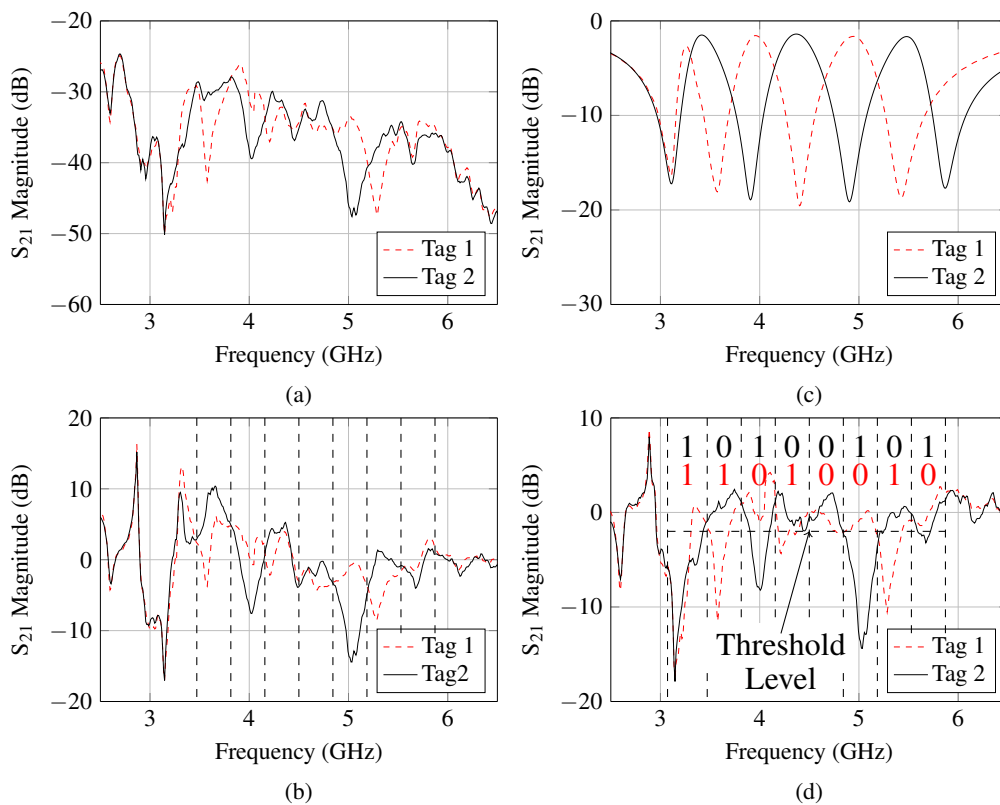 −20
−30
−40
−50
−60
S21 Magnitude (dB)
3 4 5 6
Frequency (GHz)
Tag 1
Tag 2
(a)
0
−10
−20
−30
S21 Magnitude (dB)
3 4 5 6
Frequency (GHz)
Tag 1
Tag 2
(c)
20
10
0
−10
−20
S21 Magnitude (dB)
3 4 5 6
Frequency (GHz)
Tag 1
Tag2
(b)
10
0
−10
−20
S21 Magnitude (dB)
1 0 1 0 0 1 0 1
1 1 0 1 0 0 1 0
Threshold
Level
3 4 5 6
Frequency (GHz)
Tag 1
Tag 2
(d)